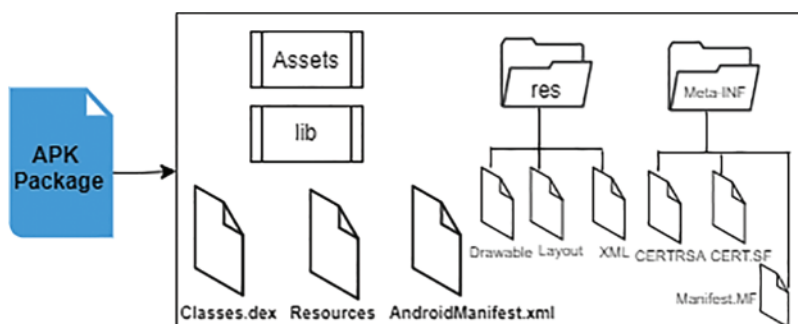 APK
Package
Assets
lib
res
Meta-INF
Drawable
Layout
XML
CERTRSA
CERT.SF
Manifest.MF
Classes.dex
Resources
AndroidManifest.xml